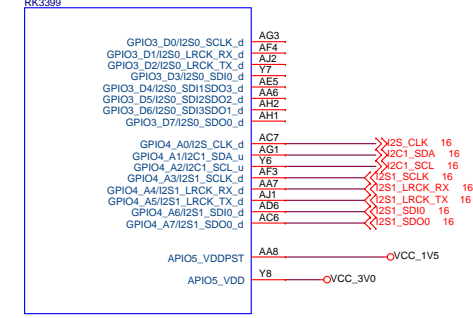 RK3399
GPIO3_D0/I2S0_SCLK_d AG3
GPIO3_D1/I2S0_LRCK_RX_d AF4
GPIO3_D2/I2S0_LRCK_TX_d AJ2
GPIO3_D3/I2S0_SDI0_d Y7
GPIO3_D4/I2S0_SDI1SDO3_d AE5
GPIO3_D5/I2S0_SDI2SDO2_d AA6
GPIO3_D6/I2S0_SDI3SDO1_d AH2
GPIO3_D7/I2S0_SDO0_d AH1
GPIO4_A0/I2S_CLK_d AC7 I2S_CLK 16
GPIO4_A1/I2C1_SDA_u AG1 I2C1_SDA 16
GPIO4_A2/I2C1_SCL_u Y6 I2C1_SCL 16
GPIO4_A3/I2S1_SCLK_d AF3 I2S1_SCLK 16
GPIO4_A4/I2S1_LRCK_RX_d AA7 I2S1_LRCK_RX 16
GPIO4_A5/I2S1_LRCK_TX_d AJ1 I2S1_LRCK_TX 16
GPIO4_A6/I2S1_SDI0_d AD6 I2S1_SDI0 16
GPIO4_A7/I2S1_SDO0_d AC6 I2S1_SDO0 16
APIO5_VDDPST AA8 VCC_1V5
APIO5_VDD Y8 VCC_3V0